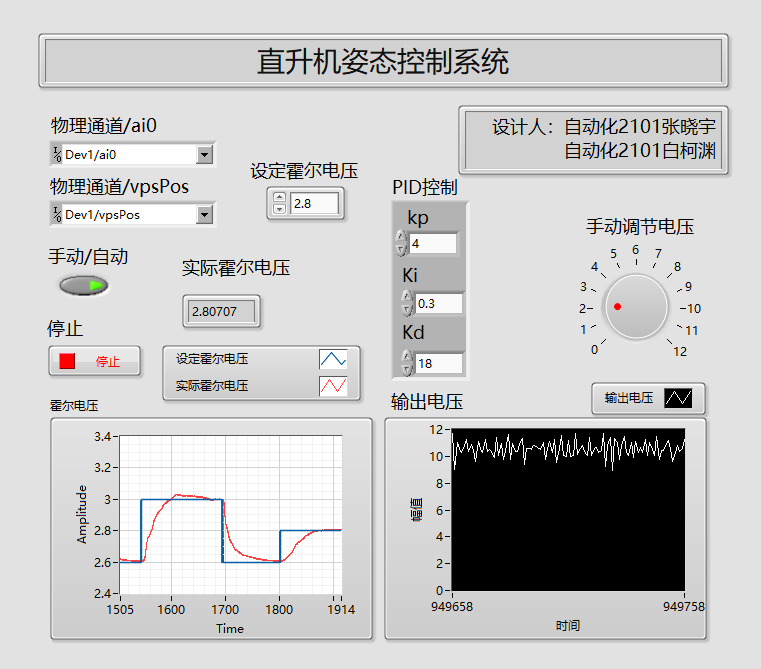 直升机姿态控制系统
设计人：自动化2101张晓宇
自动化2101白柯渊
物理通道/ai0
Dev1/ai0
物理通道/vpsPos
Dev1/vpsPos
设定霍尔电压
2.8
手动/自动
实际霍尔电压
2.80707
停止
停止
设定霍尔电压
实际霍尔电压
PID控制
kp
4
Ki
0.3
Kd
18
手动调节电压
0
1
2
3
4
5
6
7
8
9
10
11
12
霍尔电压
3.4
3.2
3
2.8
2.6
2.4
Amplitude
1505
1600
1700
1800
1914
Time
输出电压
输出电压
12
10
8
6
4
2
0
幅值
949658
949758
时间